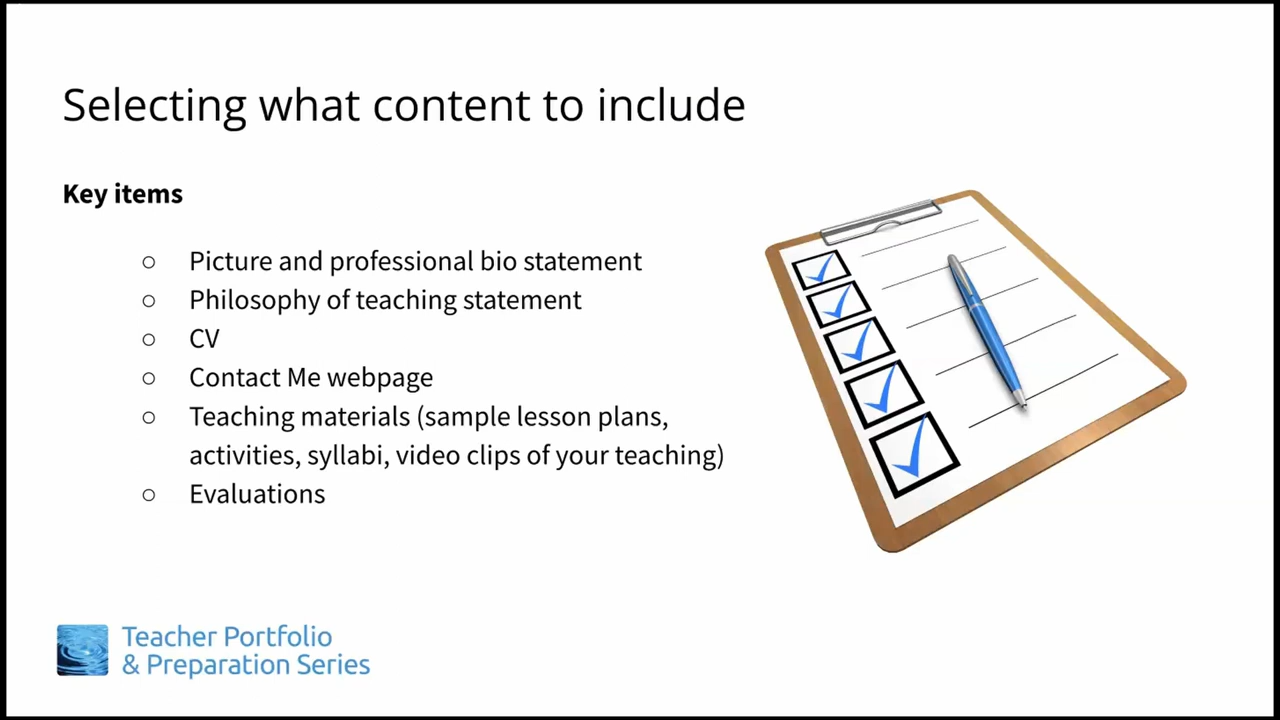 Selecting what content to include
Key items
○ Picture and professional bio statement
○ Philosophy of teaching statement
○ CV
○ Contact Me webpage
○ Teaching materials (sample lesson plans,
activities, syllabi, video clips of your teaching)
○ Evaluations
Teacher Portfolio
& Preparation Series